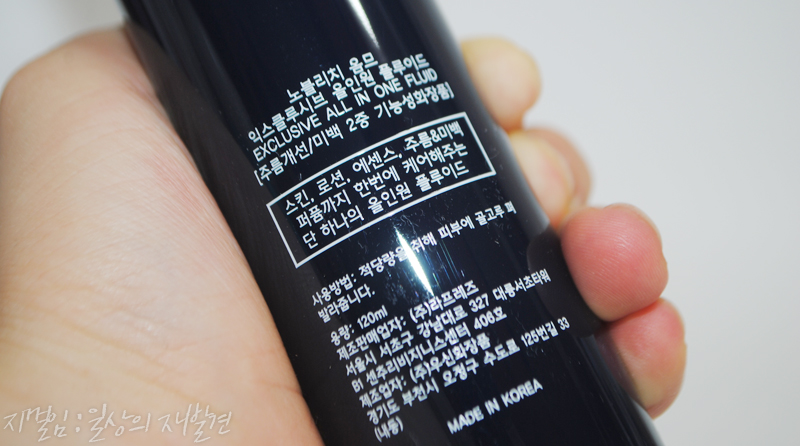 노블리치 옴므
익스클루시브 올인원 플루이드
EXCLUSIVE ALL IN ONE FLUID
[주름개선/미백 2중 기능성화장품]
스킨, 로션, 에센스, 주름&미백
퍼품까지 한번에 케어해주는
단 하나의 올인원 플루이드
사용방법: 적당량을 취해 피부에 골고루 펴
발라줍니다.
용량: 120ml
제조판매업자: (주)라프레즈
서울시 서초구 강남대로 327 대륭서초타워
B1 센추리비지니스센터 406호
제조업자: (주)우신화장품
경기도 부천시 오정구 수도로 125번길 33
(내동)
MADE IN KOREA
지껄임 : 일상의 재발견